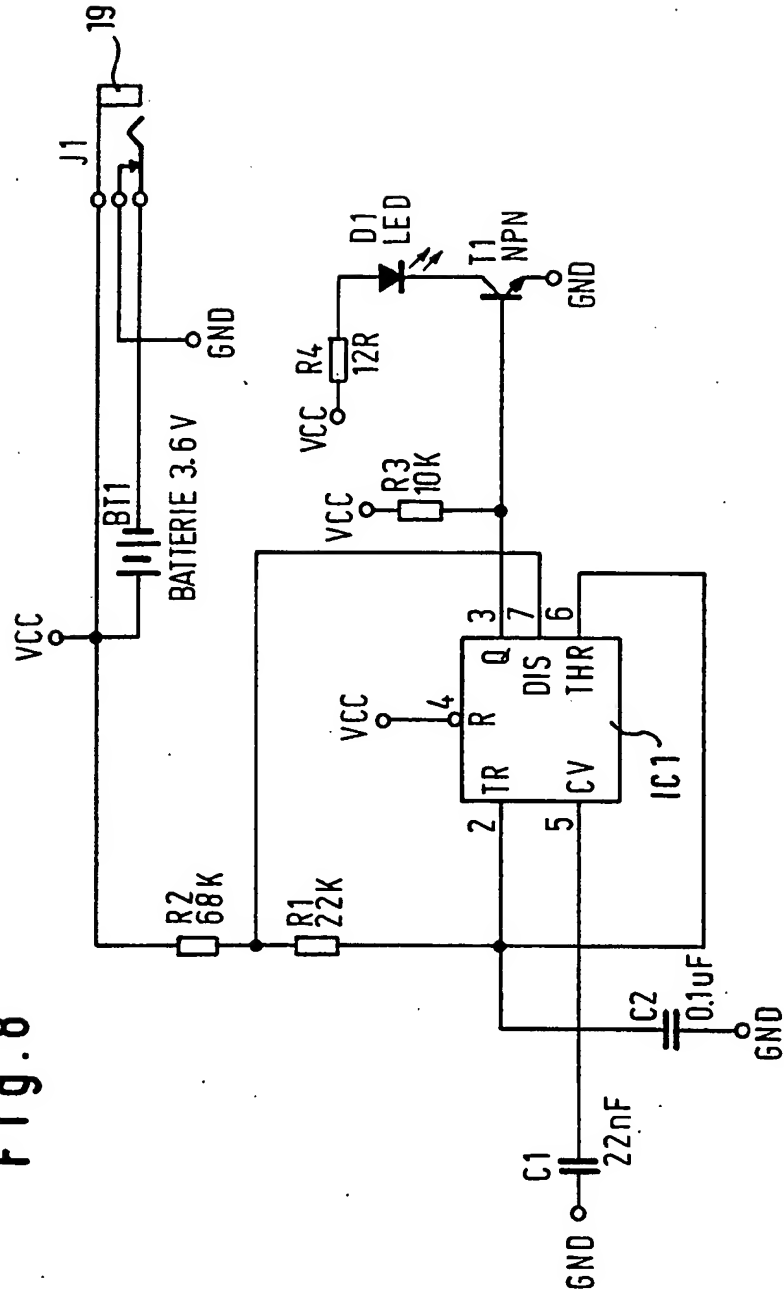 Fig.8
VCC
BT1
BATTERIE 3.6V
J1
19
GND
R2
68K
R1
22K
VCC
R3
10K
VCC
R4
12R
D1
LED
T1
NPN
GND
VCC
4
R
2
TR
Q
3
DIS
7
THR
6
5
CV
IC1
C1
22nF
GND
C2
0.1uF
GND